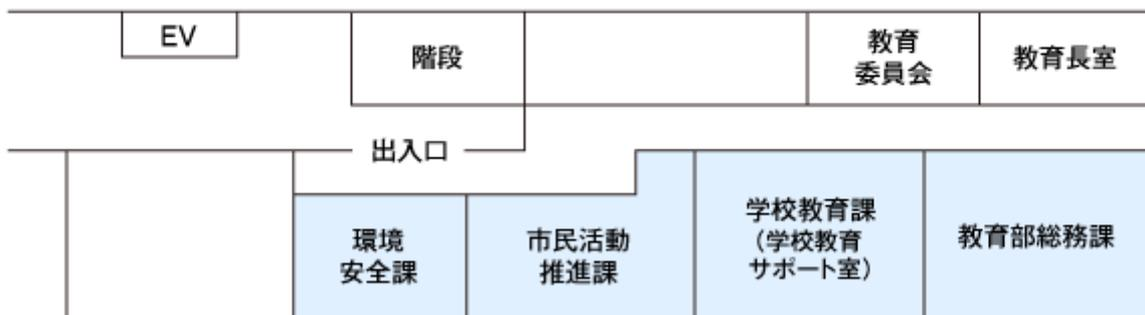 EV
階段
教育
委員会
教育長室
出入口
環境
安全課
市民活動
推進課
学校教育課
（学校教育
サポート室）
教育部総務課